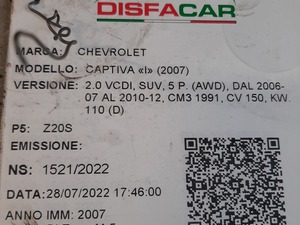 DISFACAR
MARCA: CHEVROLET
MODELLO: CAPTIVA «I» (2007)
VERSIONE: 2.0 VCDI, SUV, 5 P. (AWD), DAL 2006-
07 AL 2010-12, CM3 1991, CV 150, KW.
110 (D)
P5: Z20S
EMISSIONE:
NS: 1521/2022
DATA: 28/07/2022 17:46:00
ANNO IMM: 2007